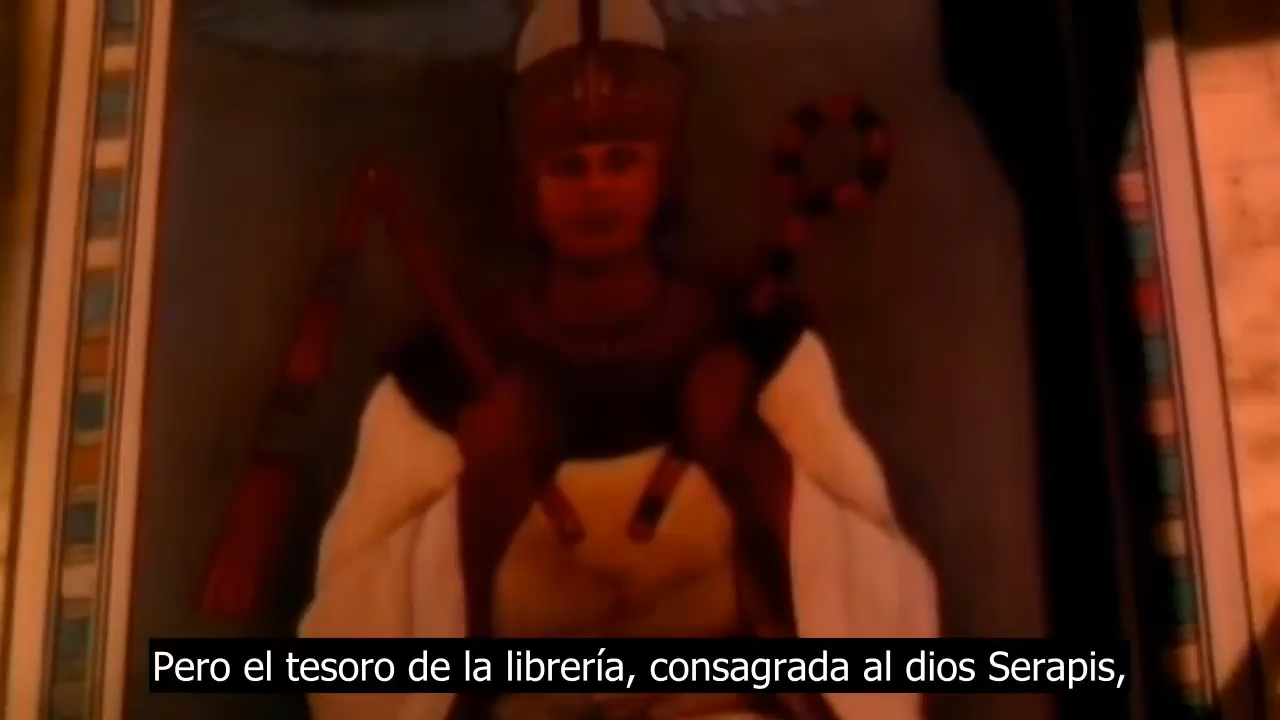 Pero el tesoro de la librería, consagrada al dios Serapis,